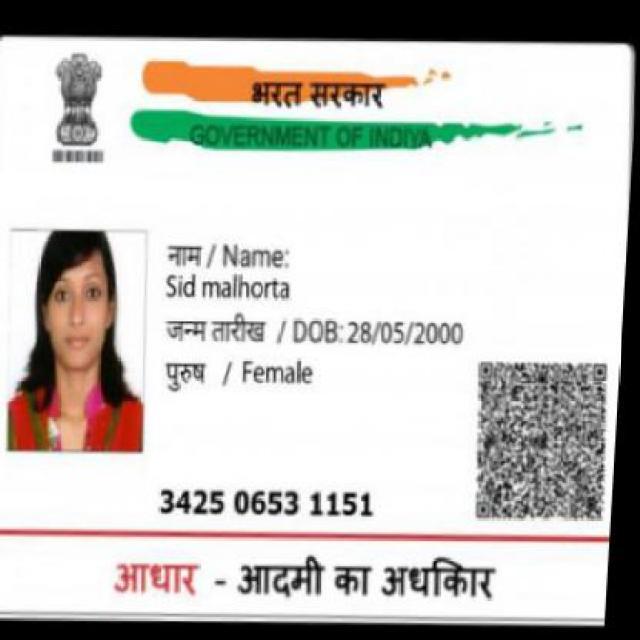 भरत सरकार
GOVERNMENT OF INDIYA
नाम / Name:
Sid malhorta
जन्म तारीख / DOB: 28/05/2000
पुरुष / Female
3425 0653 1151
आधार - आदमी का अधकिार